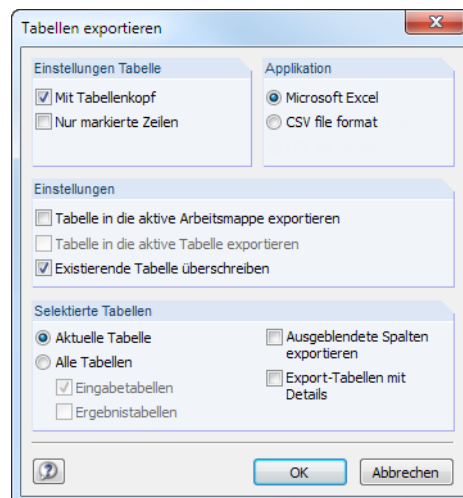 Tabellen exportieren
Einstellungen Tabelle
Mit Tabellenkopf
Nur markierte Zeilen
Applikation
Microsoft Excel
CSV file format
Einstellungen
Tabelle in die aktive Arbeitsmappe exportieren
Tabelle in die aktive Tabelle exportieren
Existierende Tabelle überschreiben
Selektierte Tabellen
Aktuelle Tabelle
Alle Tabellen
Eingabetabellen
Ergebnistabellen
Ausgeblendete Spalten
exportieren
Export-Tabellen mit
Details
OK
Abbrechen